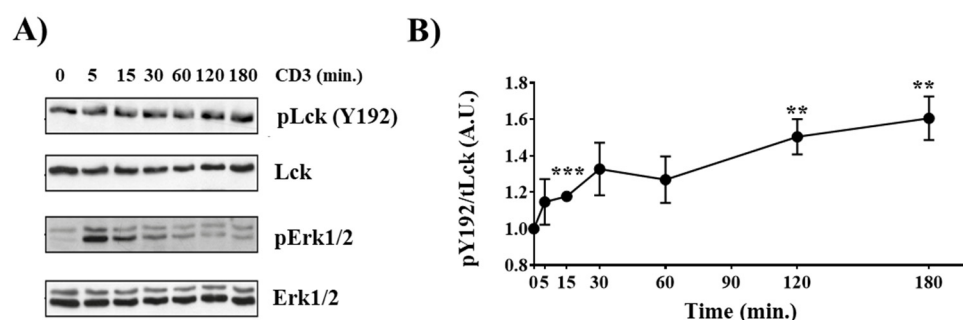 A)
0 5 15 30 60 120 180 CD3 (min.)
pLck (Y192)
Lck
pErk1/2
Erk1/2
B)
pY192/tLck (A.U.)
1.8
1.6
1.4
1.2
1.0
0.8
***
**
**
0 5 15 30 60 90 120 180
Time (min.)